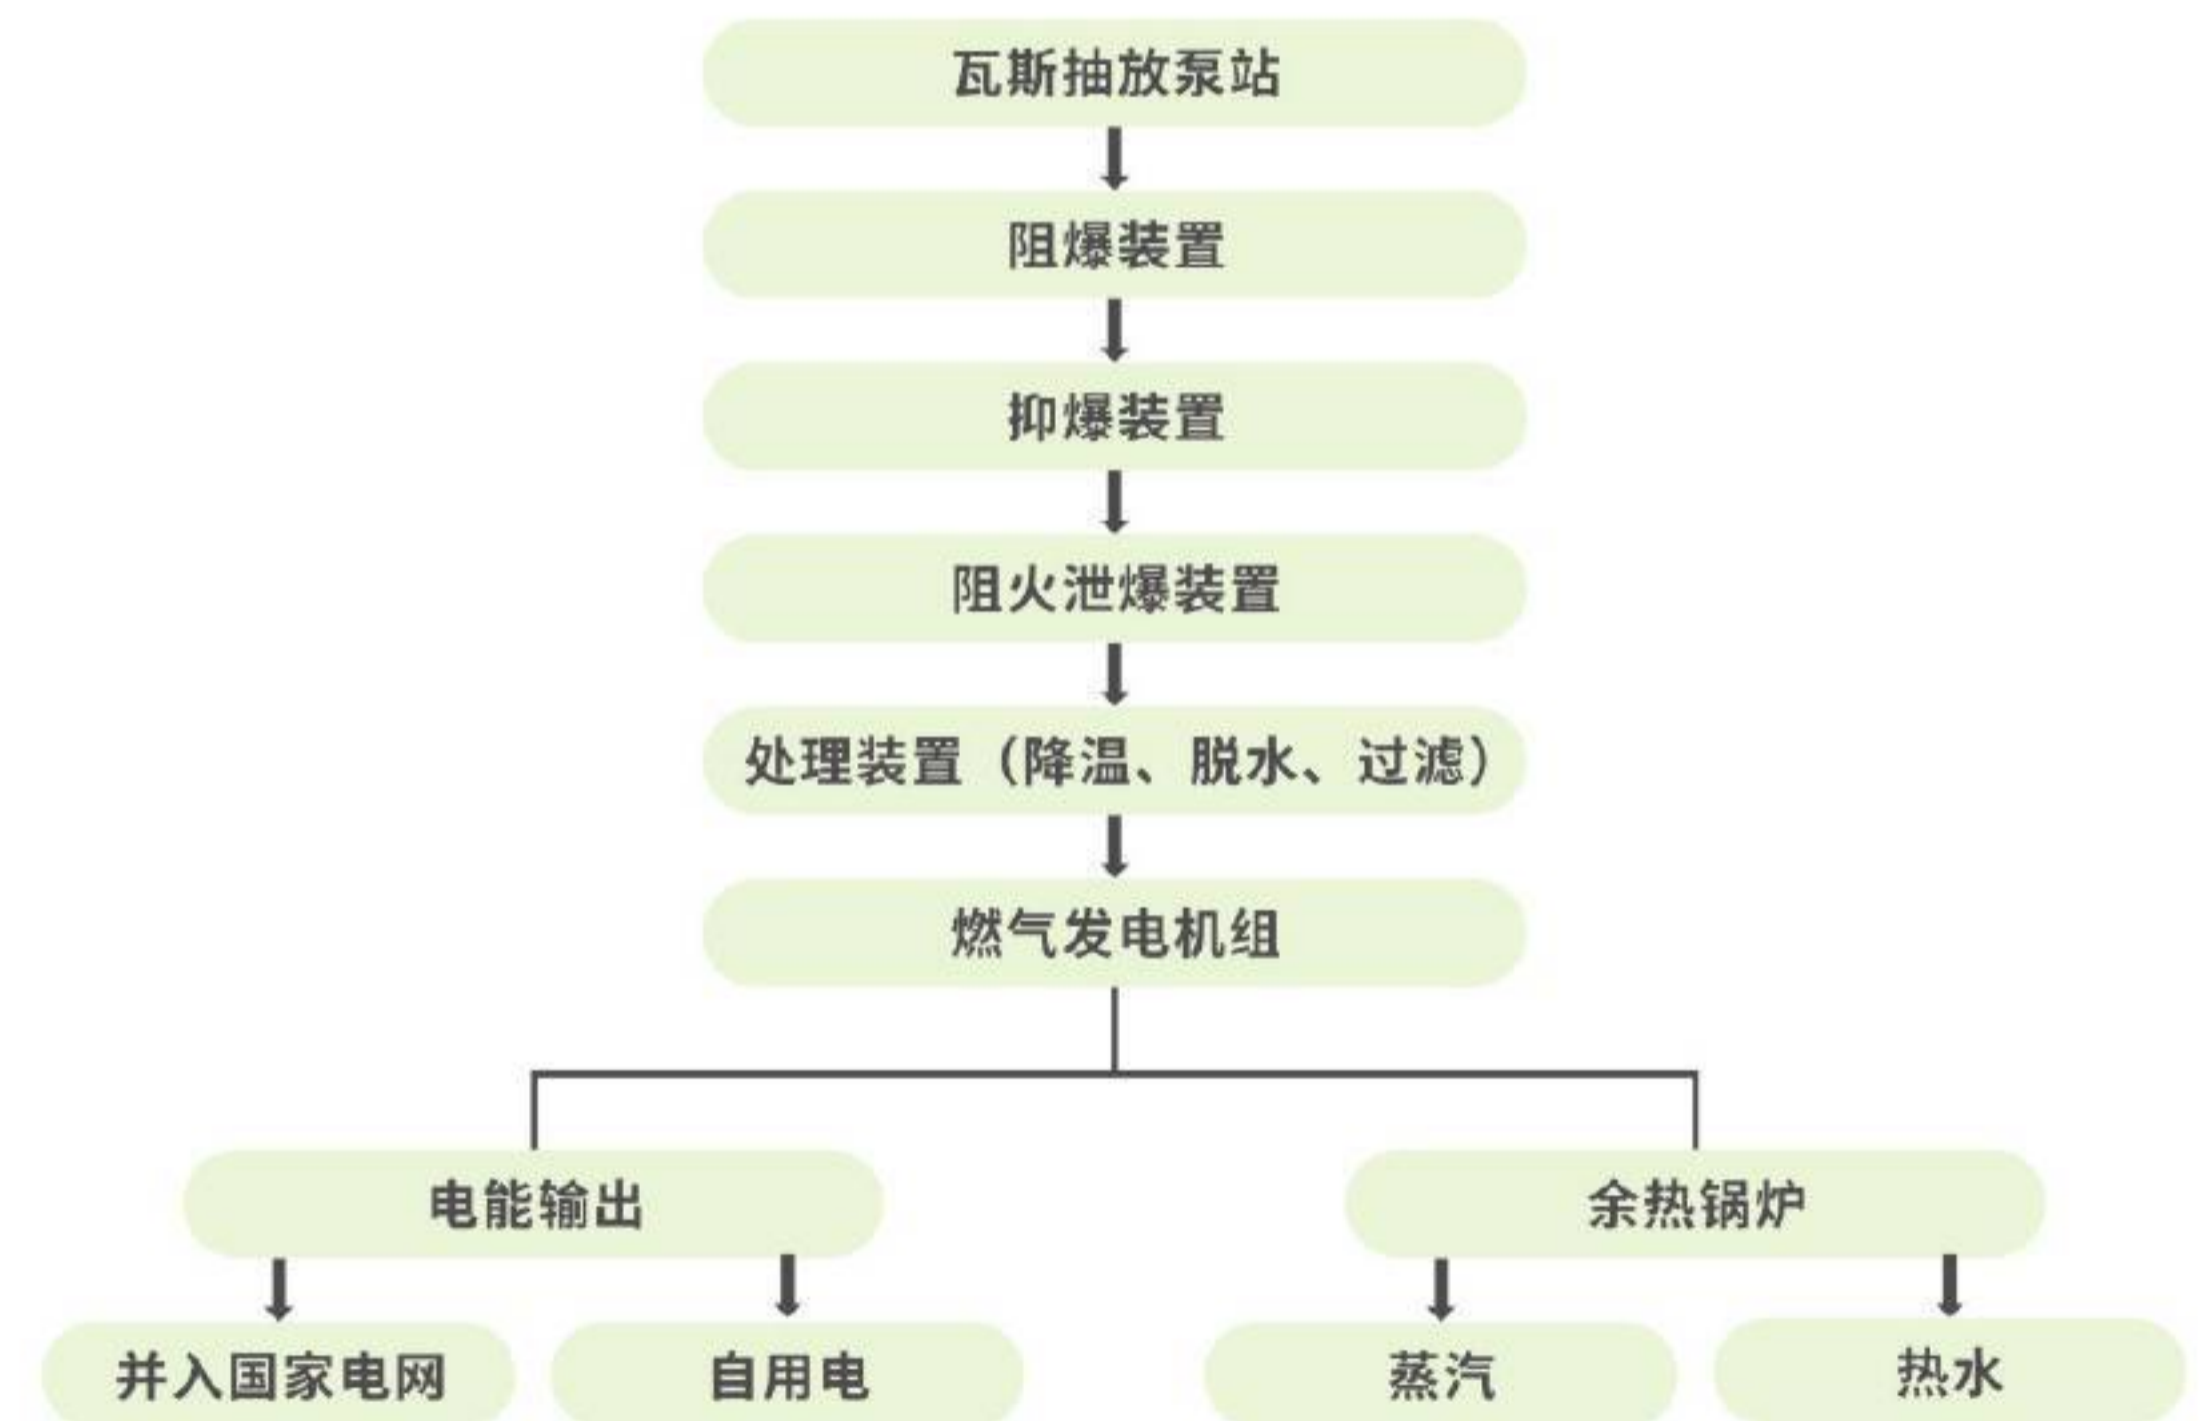 瓦斯抽放泵站
阻爆装置
抑爆装置
阻火泄爆装置
处理装置（降温、脱水、过滤）
燃气发电机组
电能输出
余热锅炉
并入国家电网
自用电
蒸汽
热水